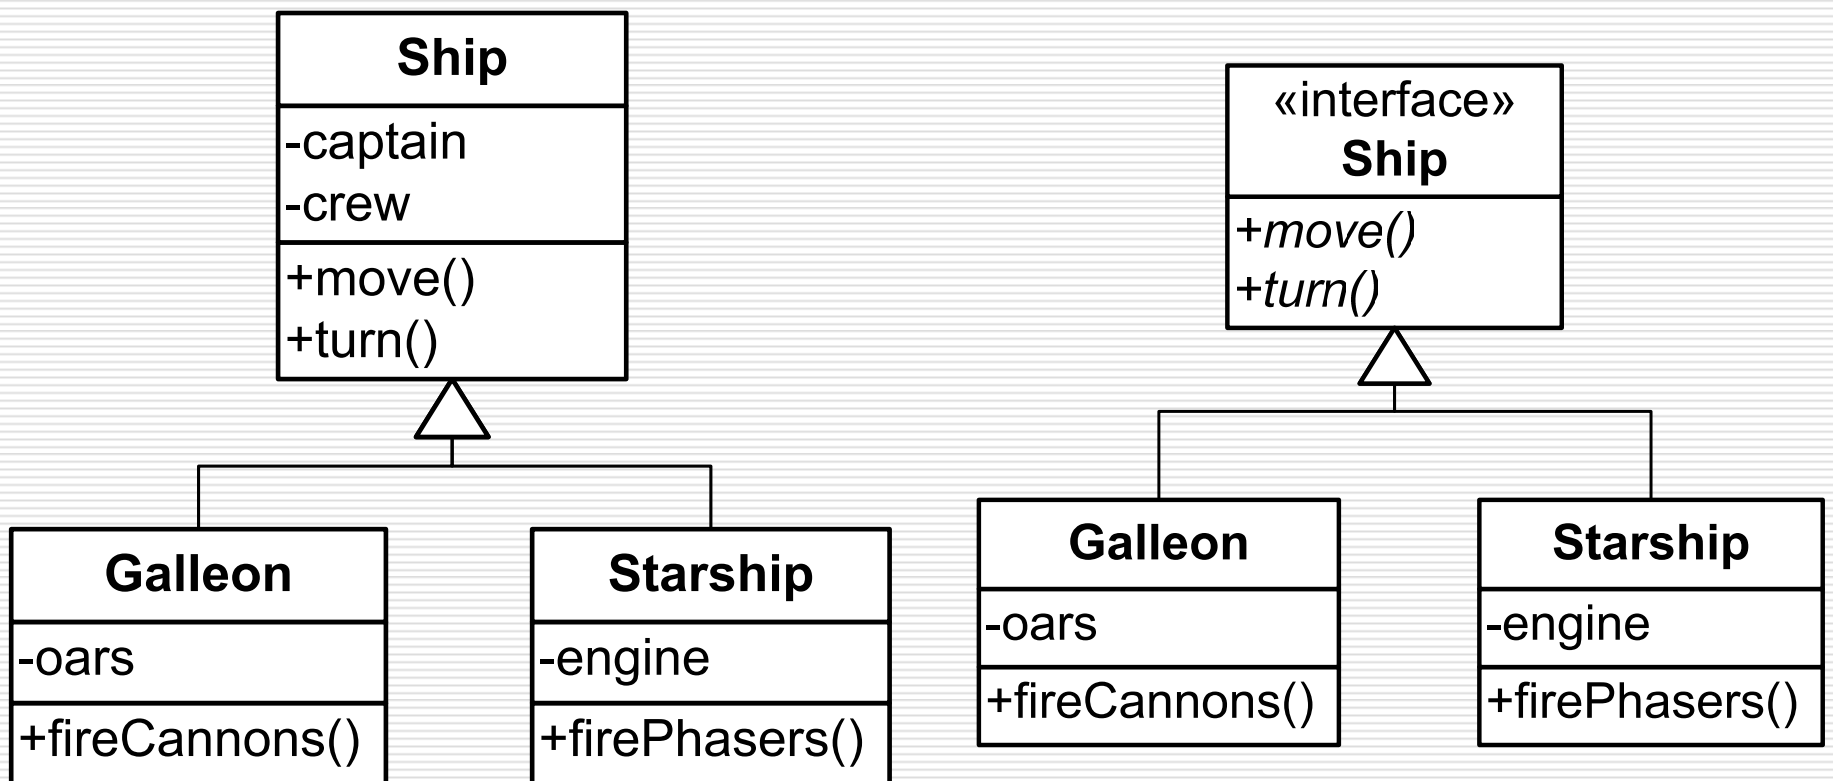 Ship
-captain
-crew
+move()
+turn()
Galleon
-oars
+fireCannons()
Starship
-engine
+firePhasers()
«interface»
Ship
+move()
+turn()
Galleon
-oars
+fireCannons()
Starship
-engine
+firePhasers()